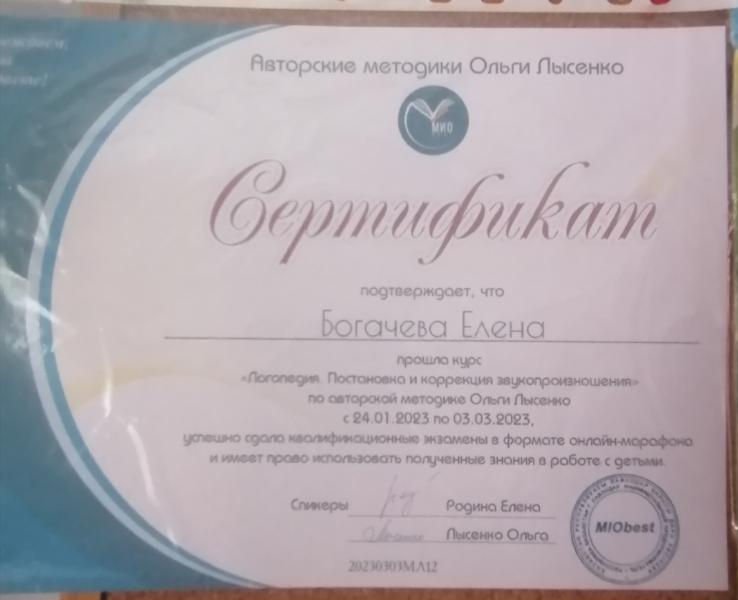 Авторские методики Ольги Лысенко
МИО
Сертификат
подтверждает, что
Богачева Елена
прошла курс
«Логопедия. Постановка и коррекция звукопроизношения»
по авторской методике Ольги Лысенко
с 24.01.2023 по 03.03.2023,
успешно сдала квалификационные экзамены в формате онлайн-марафона
и имеет право использовать полученные знания в работе с детьми.
Спикеры Родина Елена
Лысенко Ольга
MIObest
20230303МЛ12